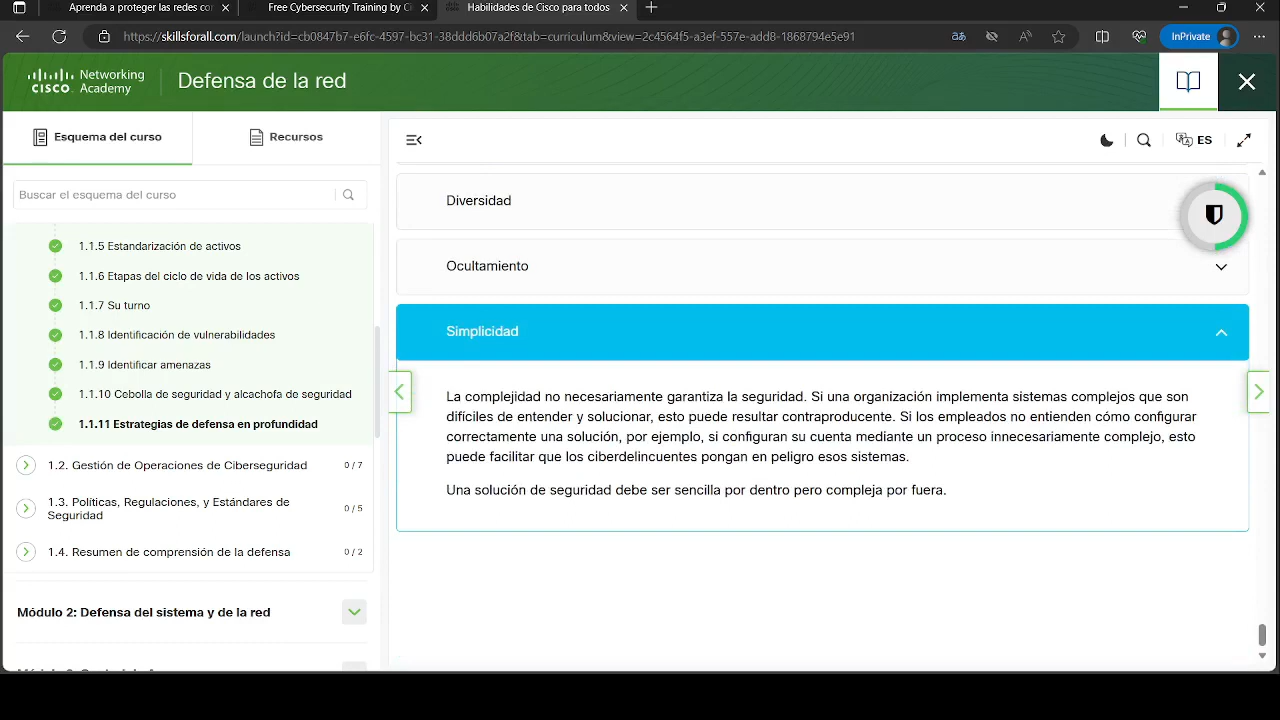 Aprenda a proteger las redes cor
Free Cybersecurity Training by Ci
Habilidades de Cisco para todos
https://skillsforall.com/launch?id=cb0847b7-e6fc-4597-bc31-38ddd6b07a2f&tab=curriculum&view=2c4564f5-a3ef-557e-add8-1868794e5e91
InPrivate
CISCO Networking Academy
Defensa de la red
Esquema del curso
Recursos
ES
Buscar el esquema del curso
1.1.5 Estandarización de activos
1.1.6 Etapas del ciclo de vida de los activos
1.1.7 Su turno
1.1.8 Identificación de vulnerabilidades
1.1.9 Identificar amenazas
1.1.10 Cebolla de seguridad y alcachofa de seguridad
1.1.11 Estrategias de defensa en profundidad
1.2. Gestión de Operaciones de Ciberseguridad 0 / 7
1.3. Políticas, Regulaciones, y Estándares de
Seguridad 0 / 5
1.4. Resumen de comprensión de la defensa 0 / 2
Módulo 2: Defensa del sistema y de la red
Diversidad
Ocultamiento
Simplicidad
La complejidad no necesariamente garantiza la seguridad. Si una organización implementa sistemas complejos que son
difíciles de entender y solucionar, esto puede resultar contraproducente. Si los empleados no entienden cómo configurar
correctamente una solución, por ejemplo, si configuran su cuenta mediante un proceso innecesariamente complejo, esto
puede facilitar que los ciberdelincuentes pongan en peligro esos sistemas.
Una solución de seguridad debe ser sencilla por dentro pero compleja por fuera.